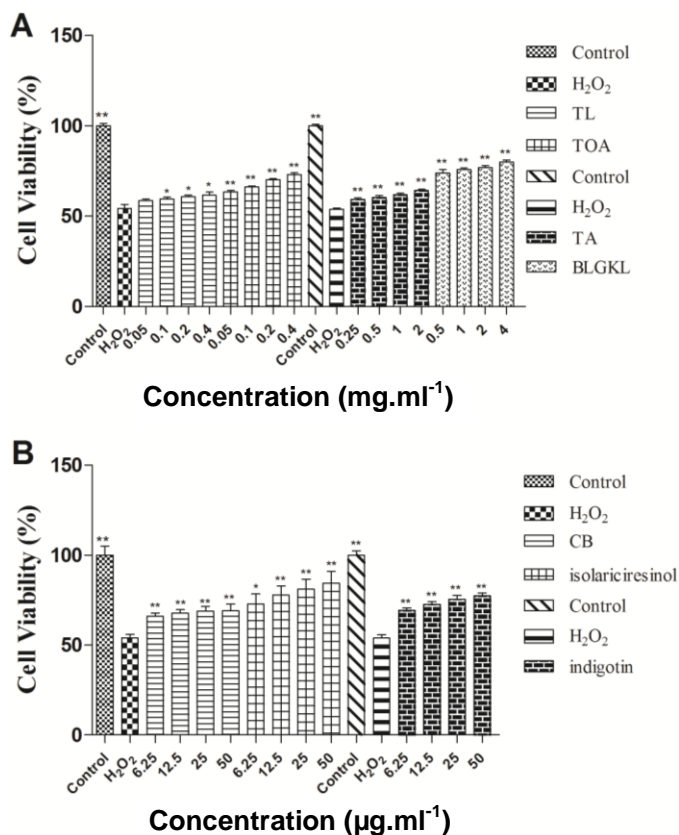 A
Cell Viability (%)
150
100
50
0
** * * * ** ** ** ** ** ** ** ** ** ** ** ** **
Control H₂O₂ 0.05 0.1 0.2 0.4 0.05 0.1 0.2 0.4 Control H₂O₂ 0.25 0.5 1 2 0.5 1 2 4
Concentration (mg.ml⁻¹)
Control
H₂O₂
TL
TOA
Control
H₂O₂
TA
BLGKL
B
Cell Viability (%)
150
100
50
0
** ** ** ** ** * ** ** ** ** ** ** ** **
Control H₂O₂ 6.25 12.5 25 50 6.25 12.5 25 50 Control H₂O₂ 6.25 12.5 25 50
Concentration (µg.ml⁻¹)
Control
H₂O₂
CB
isolariciresinol
Control
H₂O₂
indigotin